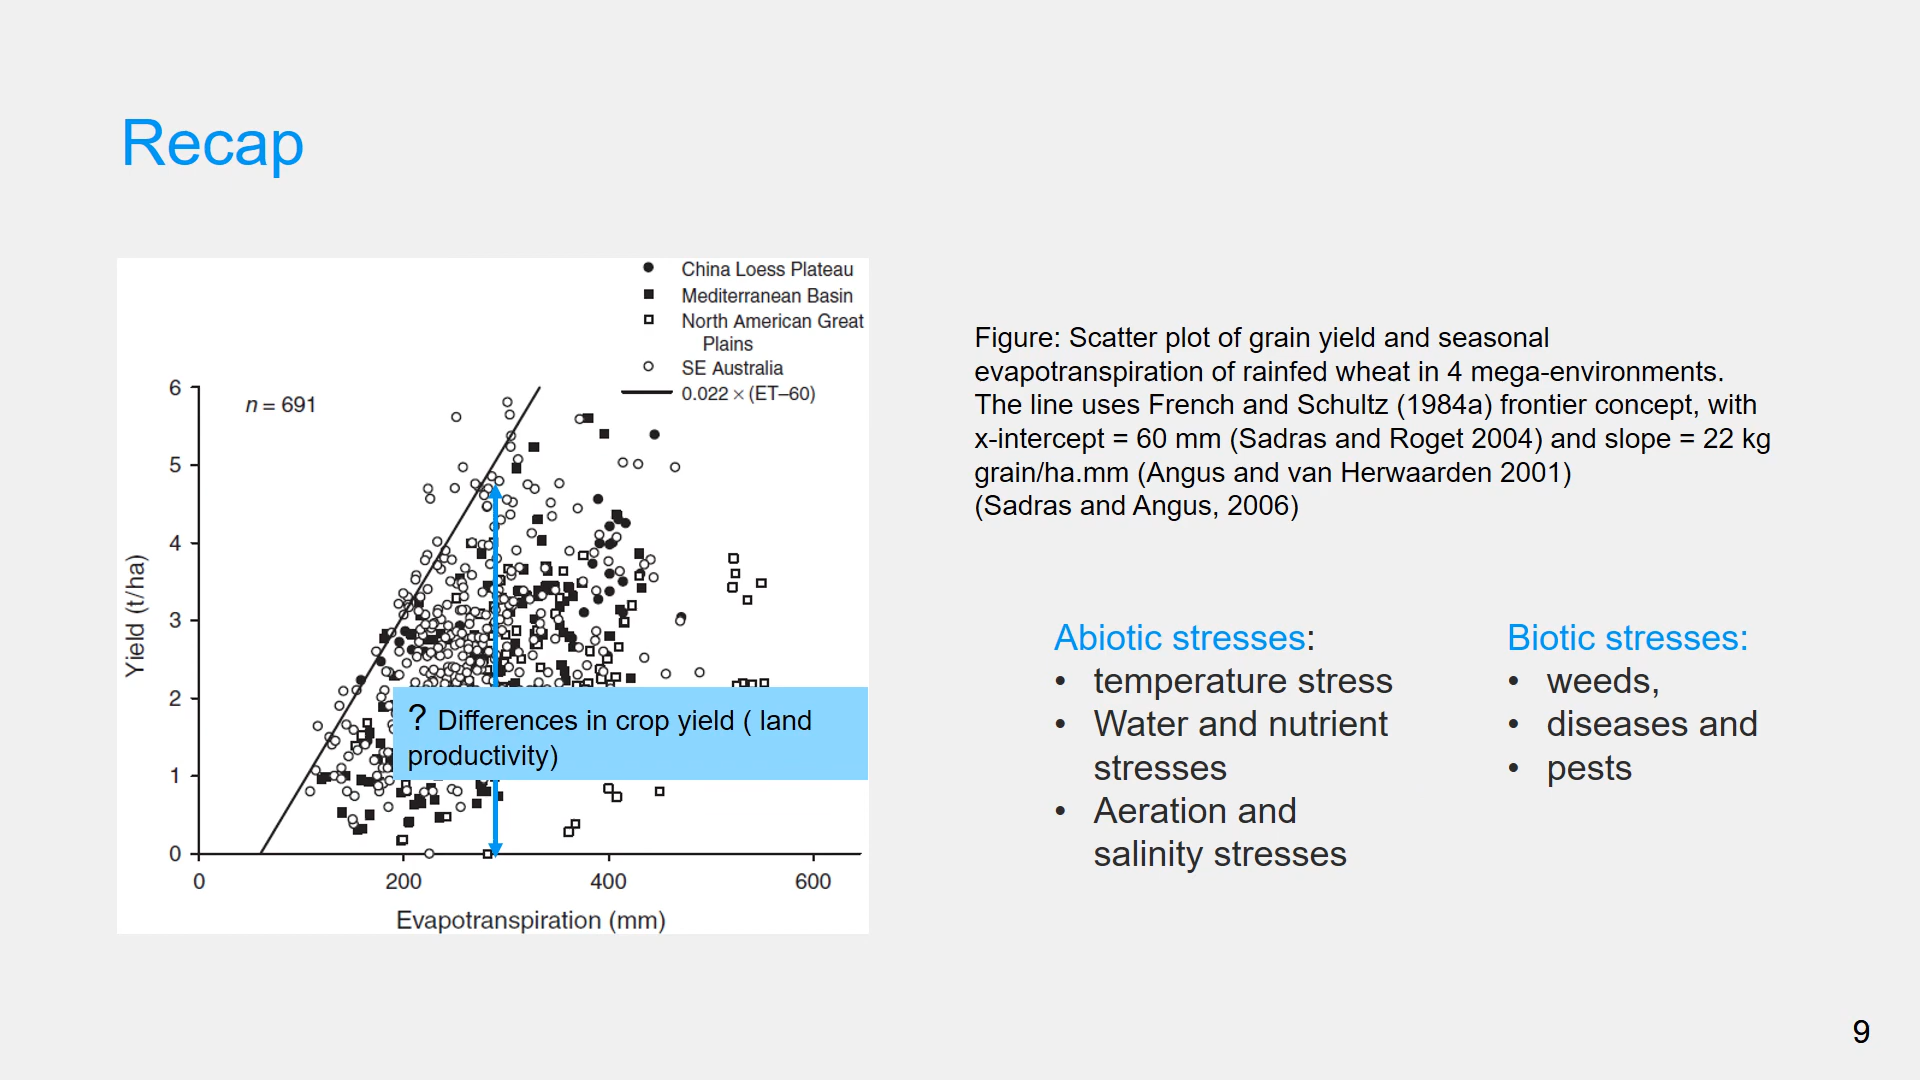 Recap
China Loess Plateau
Mediterranean Basin
North American Great
Plains
SE Australia
0.022 × (ET–60)
n = 691
6
5
4
3
2
1
0
Yield (t/ha)
0 200 400 600
Evapotranspiration (mm)
? Differences in crop yield ( land
productivity)
Figure: Scatter plot of grain yield and seasonal
evapotranspiration of rainfed wheat in 4 mega-environments.
The line uses French and Schultz (1984a) frontier concept, with
x-intercept = 60 mm (Sadras and Roget 2004) and slope = 22 kg
grain/ha.mm (Angus and van Herwaarden 2001)
(Sadras and Angus, 2006)
Abiotic stresses:
• temperature stress
• Water and nutrient
stresses
• Aeration and
salinity stresses
Biotic stresses:
• weeds,
• diseases and
• pests
9